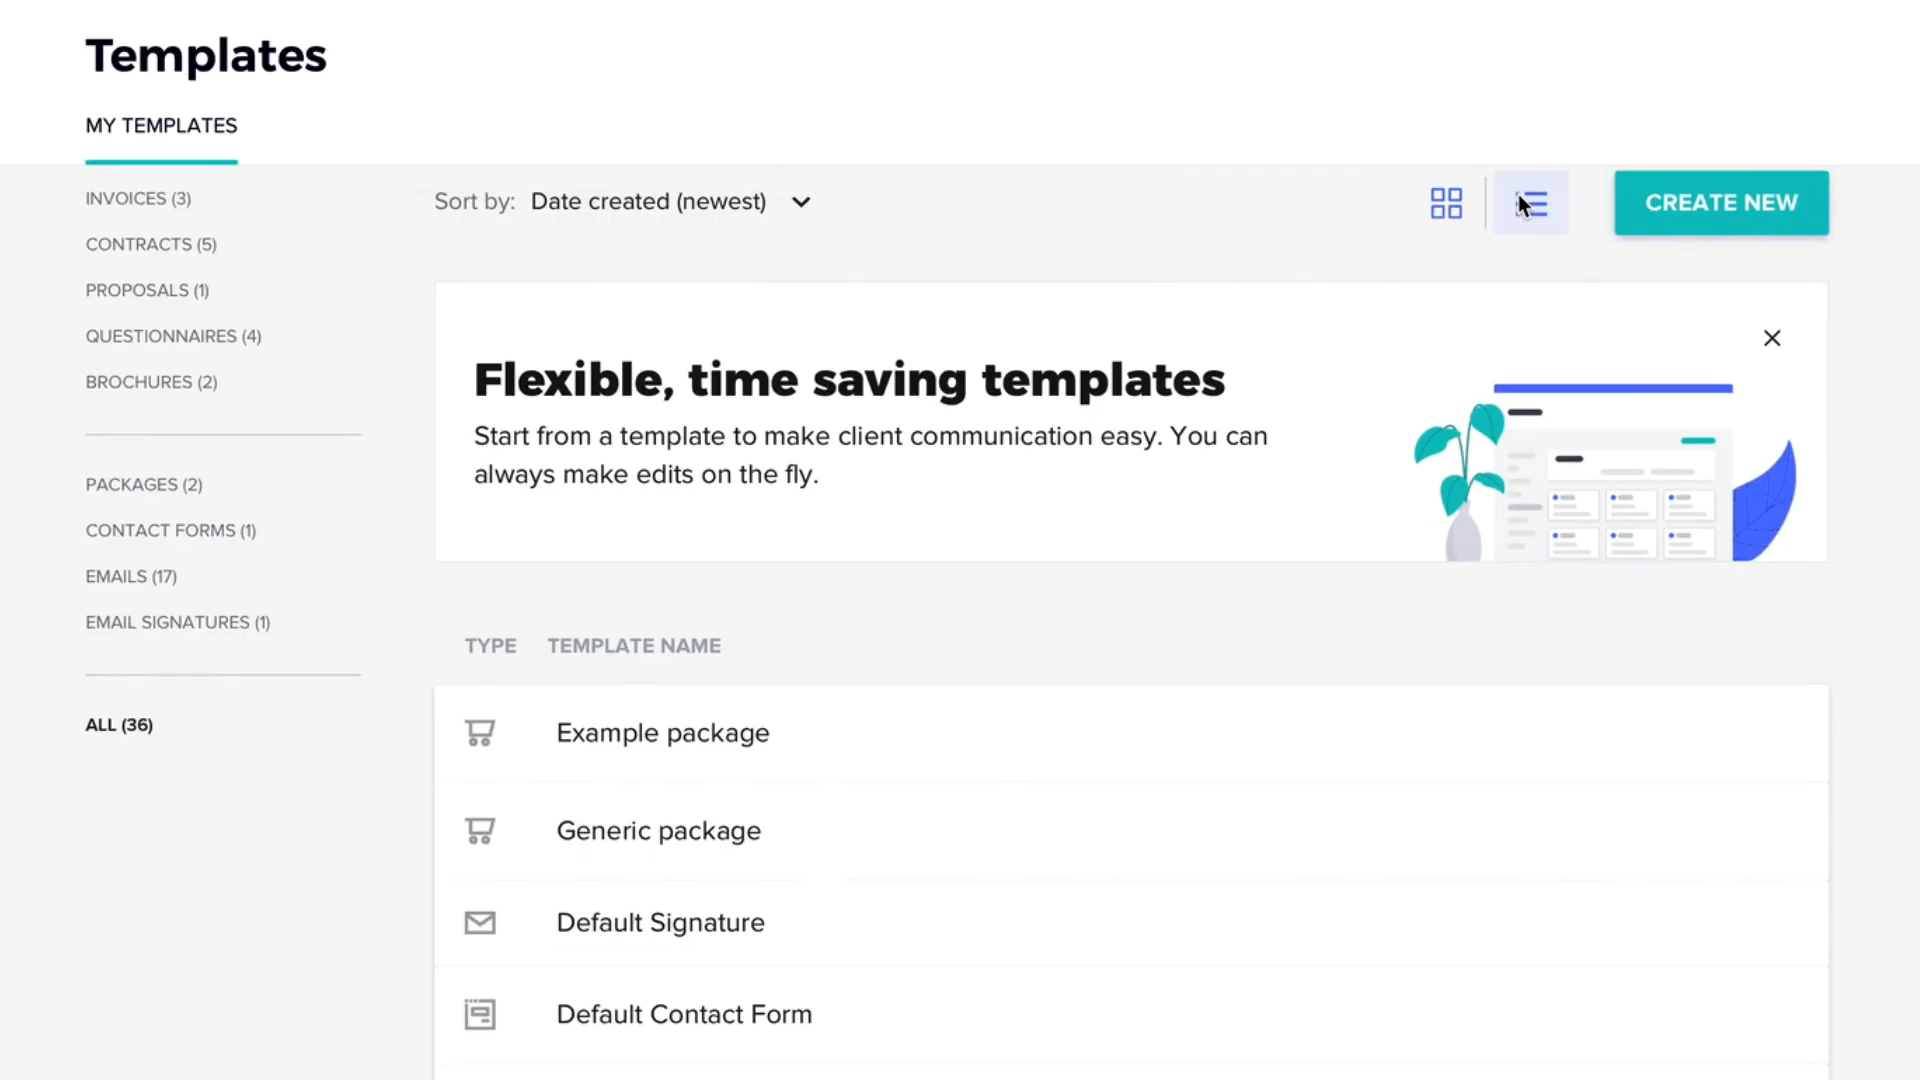 Templates
MY TEMPLATES
INVOICES (3)
CONTRACTS (5)
PROPOSALS (1)
QUESTIONNAIRES (4)
BROCHURES (2)
PACKAGES (2)
CONTACT FORMS (1)
EMAILS (17)
EMAIL SIGNATURES (1)
ALL (36)
Sort by: Date created (newest)
CREATE NEW
Flexible, time saving templates
Start from a template to make client communication easy. You can
always make edits on the fly.
TYPE TEMPLATE NAME
Example package
Generic package
Default Signature
Default Contact Form